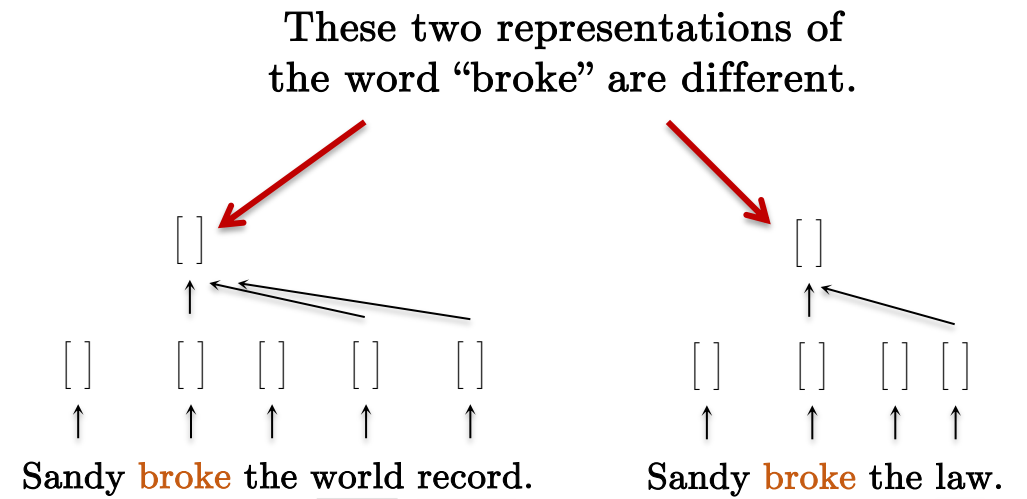 These two representations of
the word “broke” are different.
[ ] [ ]
[ ] [ ] [ ] [ ] [ ] [ ] [ ] [ ] [ ]
Sandy broke the world record. Sandy broke the law.